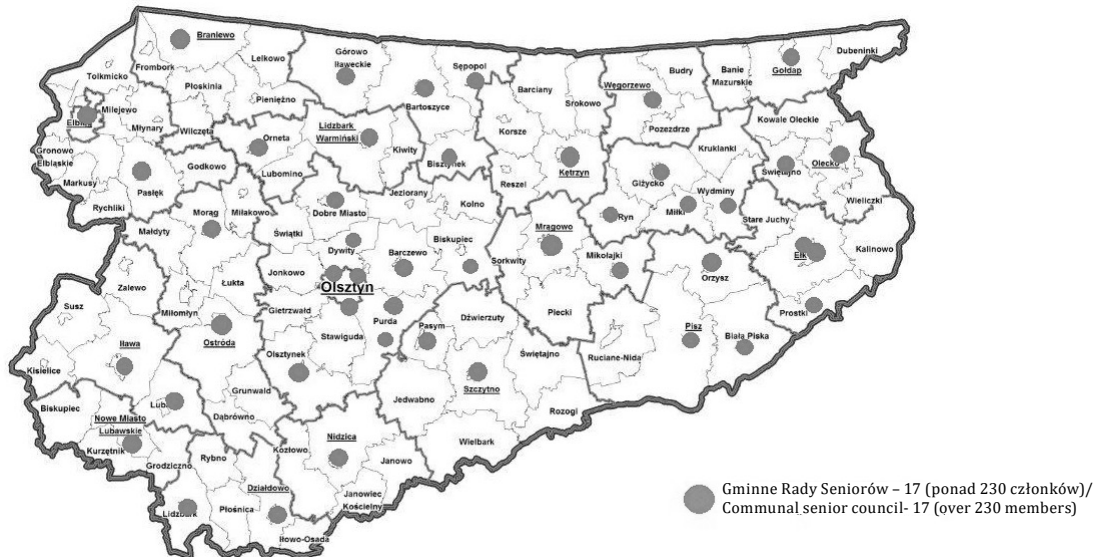 Braniewo
Lelkowo
Frombork
Górowo
Iławeckie
Sępopol
Tolkmicko
Płoskinia
Pieniężno
Bartoszyce
Barciany
Srokowo
Węgorzewo
Budry
Banie
Mazurskie
Gołdap
Dubeninki
Elbląg
Milejewo
Młynary
Wilczęta
Orneta
Lidzbark
Warmiński
Kiwity
Bisztynek
Korsze
Pozezdrze
Kruklanki
Kowale Oleckie
Gronowo
Elbląskie
Markusy
Pasłęk
Godkowo
Lubomino
Reszel
Kętrzyn
Giżycko
Wydminy
Świętajno
Olecko
Wieliczki
Rychliki
Morąg
Miłakowo
Dobre Miasto
Jeziorany
Kolno
Ryn
Miłki
Stare Juchy
Małdyty
Świątki
Dywity
Barczewo
Biskupiec
Sorkwity
Mrągowo
Mikołajki
Orzysz
Ełk
Kalinowo
Zalewo
Łukta
Jonkowo
Olsztyn
Susz
Miłomłyn
Gietrzwałd
Stawiguda
Purda
Pasym
Dźwierzuty
Piecki
Prostki
Iława
Ostróda
Olsztynek
Świętajno
Ruciane-Nida
Pisz
Biała Piska
Kisielice
Szczytno
Biskupiec
Luba
Grunwald
Jedwabno
Rozogi
Nowe Miasto
Lubawskie
Dąbrówno
Kurzętnik
Wielbark
Grodziczno
Rybno
Kozłowo
Nidzica
Janowo
Lidzbark
Płośnica
Działdowo
Janowiec
Kościelny
Iłowo-Osada
Gminne Rady Seniorów – 17 (ponad 230 członków)/
Communal senior council- 17 (over 230 members)